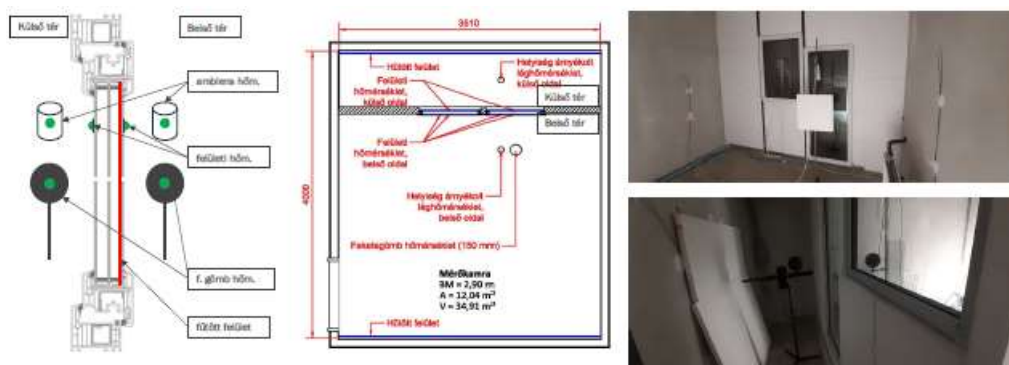 Külső tér
Belső tér
ambiens hőm.
felületi hőm.
f. gömb hőm.
fűtött felület
3510
Hűtött felület
Helyiség árnyékolt
léghőmérséklet,
külső oldal
Felületi
hőmérséklet,
külső oldal
Külső tér
Belső tér
Felületi
hőmérséklet,
belső oldal
4000
Helyiség árnyékolt
léghőmérséklet,
belső oldal
Feketegömb hőmérséklet (150 mm)
Mérőkamra
BM = 2,90 m
A = 12,04 m²
V = 34,91 m³
Hűtött felület